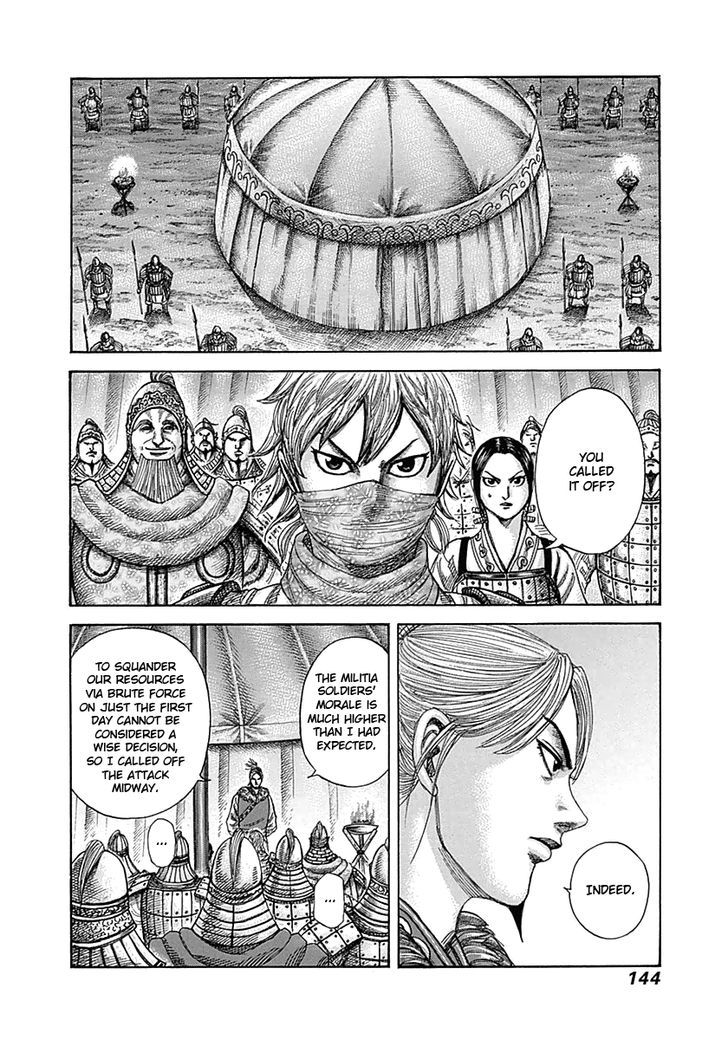 YOU
CALLED
IT OFF?
INDEED.
THE MILITIA
SOLDIERS'
MORALE IS
MUCH HIGHER
THAN I HAD
EXPECTED.
TO SQUANDER
OUR RESOURCES
VIA BRUTE FORCE
ON JUST THE FIRST
DAY CANNOT BE
CONSIDERED A
WISE DECISION,
SO I CALLED OFF
THE ATTACK
MIDWAY.
...
...
144